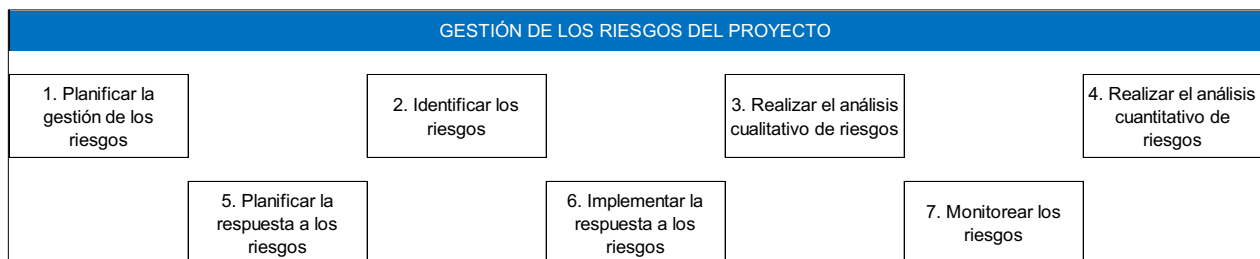 GESTIÓN DE LOS RIESGOS DEL PROYECTO
1. Planificar la
gestión de los
riesgos
2. Identificar los
riesgos
3. Realizar el análisis
cualitativo de riesgos
4. Realizar el análisis
cuantitativo de
riesgos
5. Planificar la
respuesta a los
riesgos
6. Implementar la
respuesta a los
riesgos
7. Monitorear los
riesgos